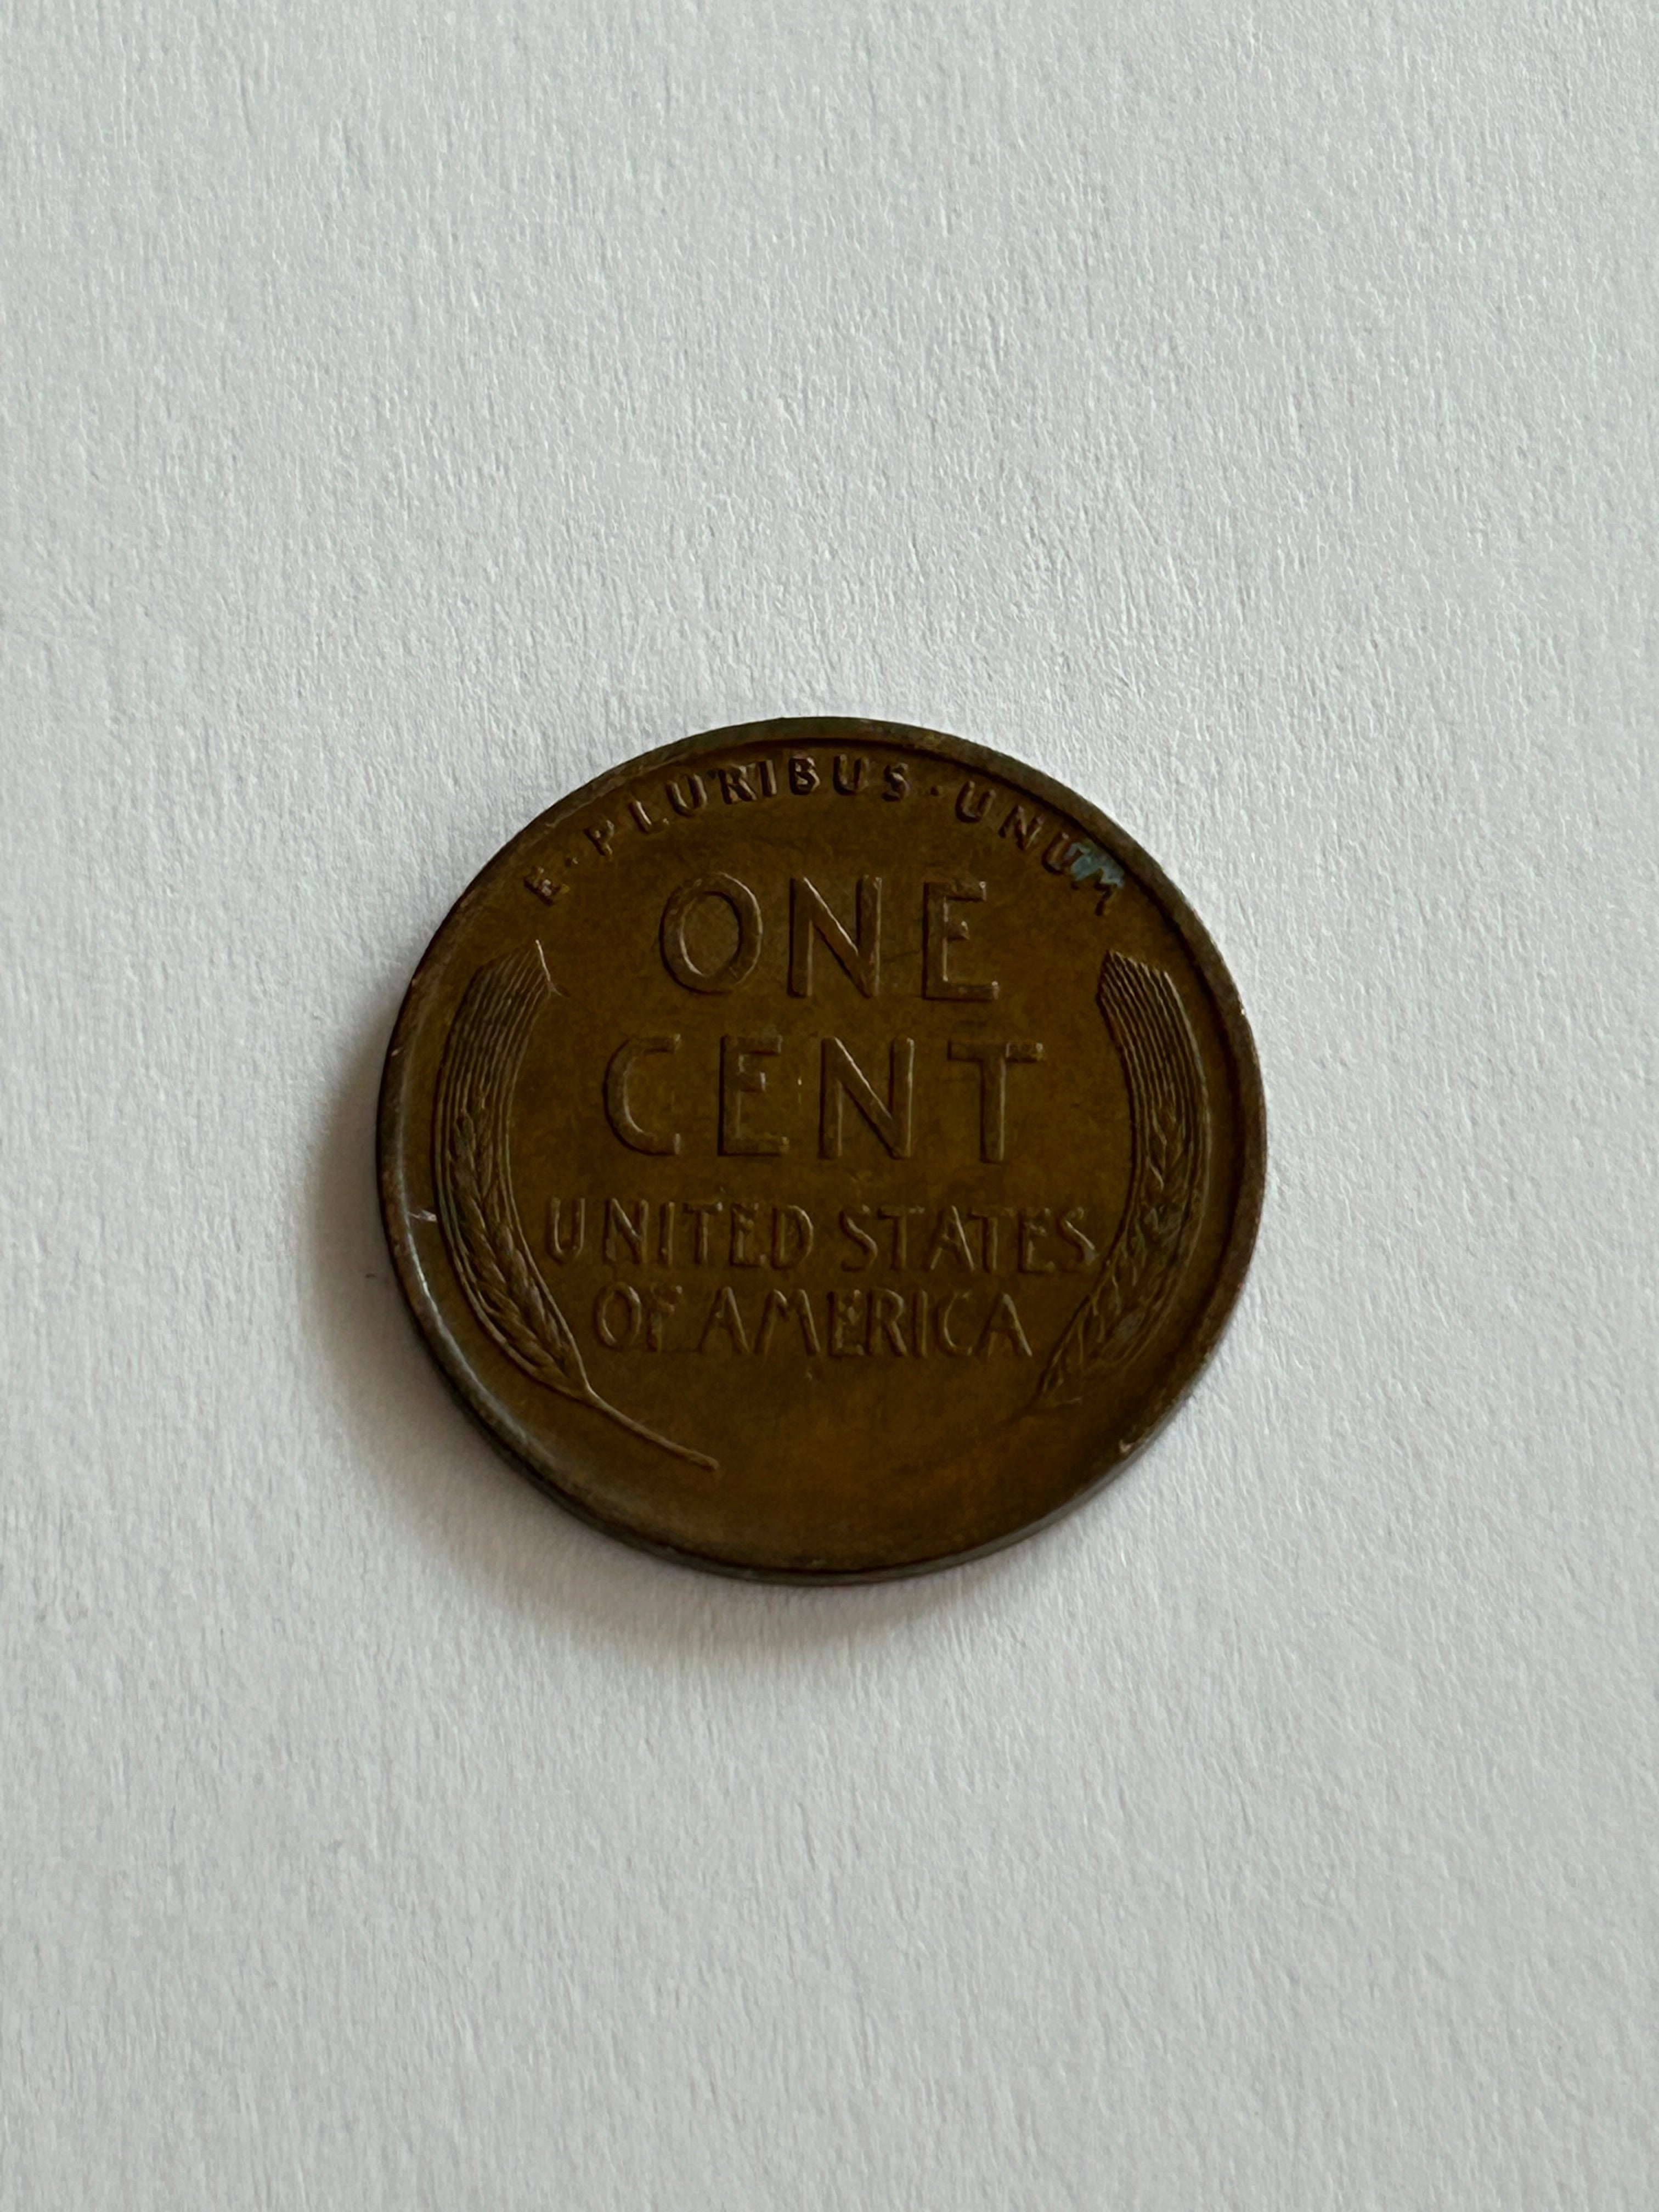 E·PLURIBUS·UNUM
ONE
CENT
UNITED STATES
OF AMERICA